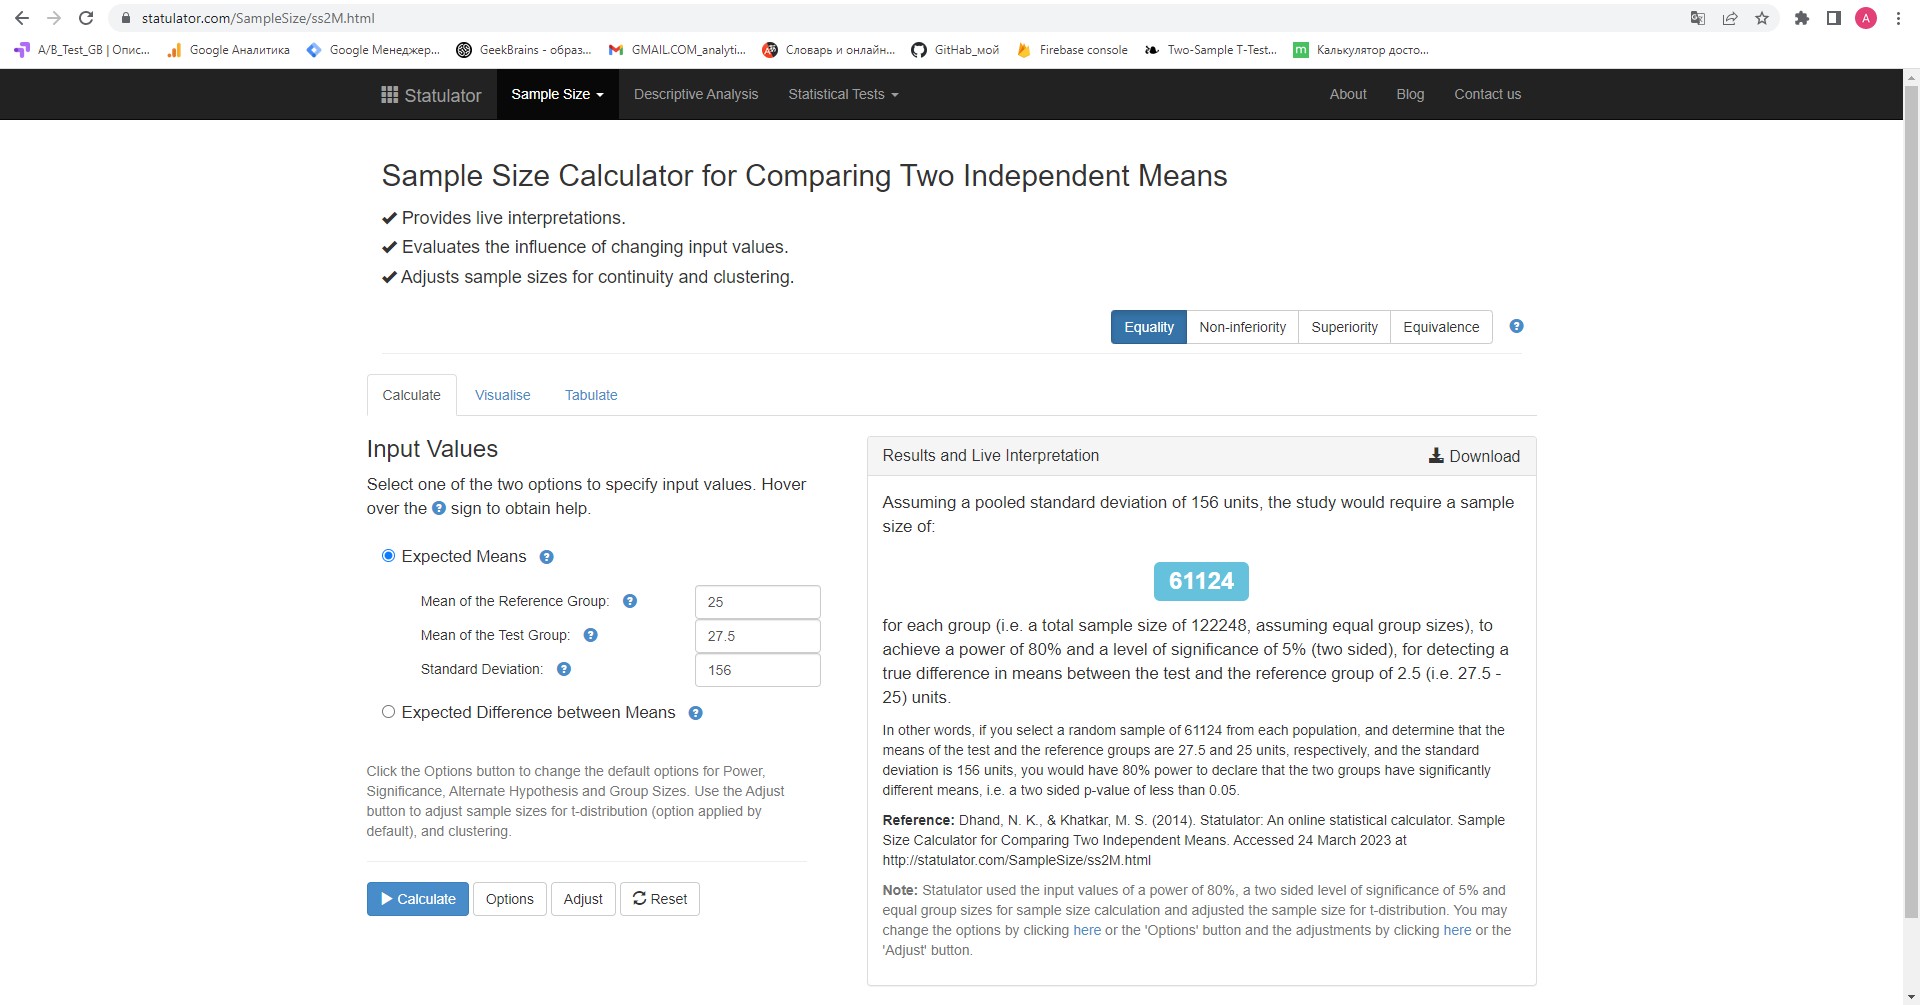 statulator.com/SampleSize/ss2M.html
A
A/B_Test_GB | Опис...
Google Аналитика
Google Менеджер...
GeekBrains - образ...
GMAIL.COM_analyti...
Словарь и онлайн...
GitHab_мой
Firebase console
Two-Sample T-Test...
m
Калькулятор досто...
Statulator
Sample Size
Descriptive Analysis
Statistical Tests
About
Blog
Contact us
Sample Size Calculator for Comparing Two Independent Means
✔ Provides live interpretations.
✔ Evaluates the influence of changing input values.
✔ Adjusts sample sizes for continuity and clustering.
Equality
Non-inferiority
Superiority
Equivalence
?
Calculate
Visualise
Tabulate
Input Values
Select one of the two options to specify input values. Hover
over the ? sign to obtain help.
Expected Means ?
Mean of the Reference Group: ? 25
Mean of the Test Group: ? 27.5
Standard Deviation: ? 156
Expected Difference between Means ?
Click the Options button to change the default options for Power,
Significance, Alternate Hypothesis and Group Sizes. Use the Adjust
button to adjust sample sizes for t-distribution (option applied by
default), and clustering.
Calculate
Options
Adjust
Reset
Results and Live Interpretation
Download
Assuming a pooled standard deviation of 156 units, the study would require a sample
size of:
61124
for each group (i.e. a total sample size of 122248, assuming equal group sizes), to
achieve a power of 80% and a level of significance of 5% (two sided), for detecting a
true difference in means between the test and the reference group of 2.5 (i.e. 27.5 -
25) units.
In other words, if you select a random sample of 61124 from each population, and determine that the
means of the test and the reference groups are 27.5 and 25 units, respectively, and the standard
deviation is 156 units, you would have 80% power to declare that the two groups have significantly
different means, i.e. a two sided p-value of less than 0.05.
Reference: Dhand, N. K., & Khatkar, M. S. (2014). Statulator: An online statistical calculator. Sample
Size Calculator for Comparing Two Independent Means. Accessed 24 March 2023 at
http://statulator.com/SampleSize/ss2M.html
Note: Statulator used the input values of a power of 80%, a two sided level of significance of 5% and
equal group sizes for sample size calculation and adjusted the sample size for t-distribution. You may
change the options by clicking here or the 'Options' button and the adjustments by clicking here or the
'Adjust' button.